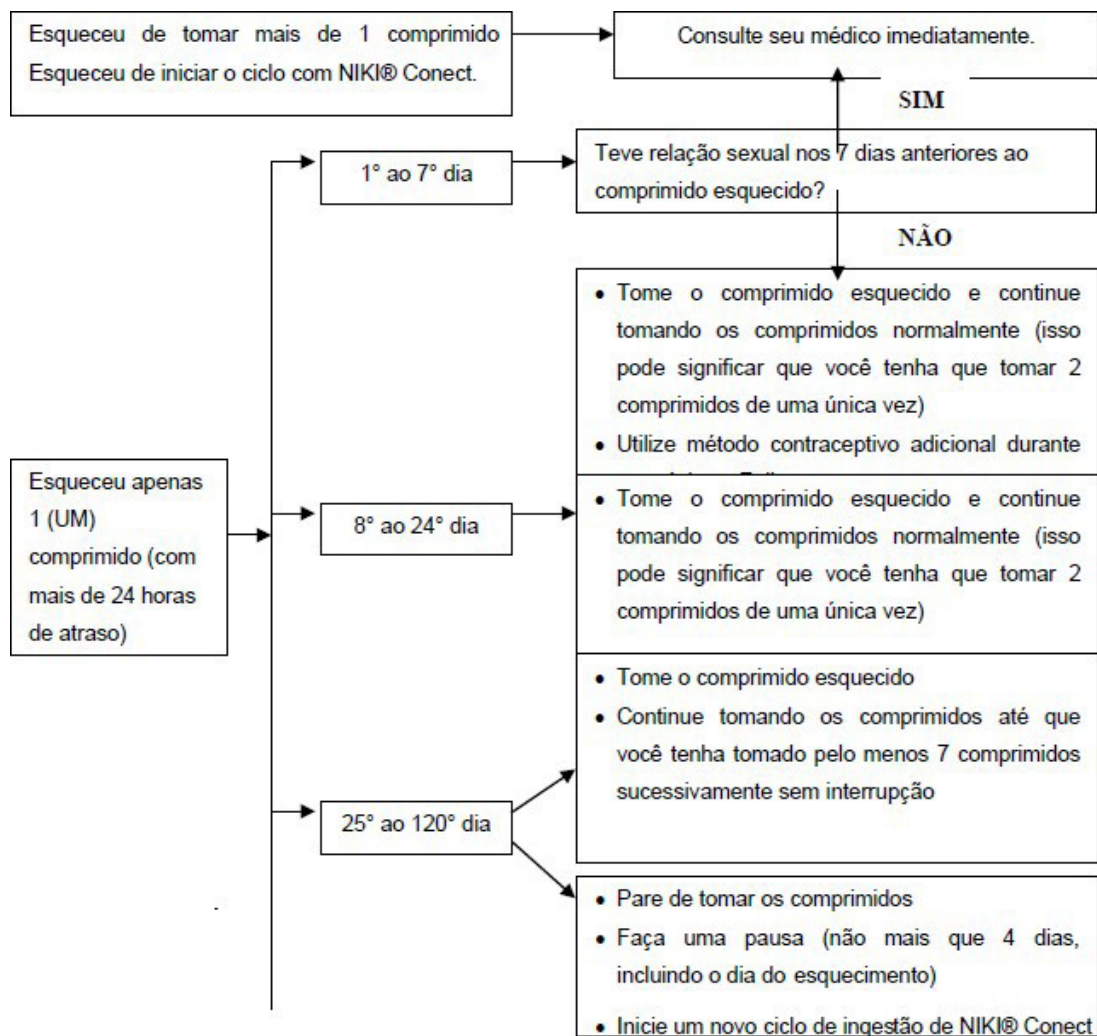 Esqueceu de tomar mais de 1 comprimido
Esqueceu de iniciar o ciclo com NIKI® Conect.
Consulte seu médico imediatamente.
SIM
1° ao 7° dia
Teve relação sexual nos 7 dias anteriores ao
comprimido esquecido?
NÃO
• Tome o comprimido esquecido e continue
tomando os comprimidos normalmente (isso
pode significar que você tenha que tomar 2
comprimidos de uma única vez)
• Utilize método contraceptivo adicional durante
Esqueceu apenas
1 (UM)
comprimido (com
mais de 24 horas
de atraso)
8° ao 24° dia
• Tome o comprimido esquecido e continue
tomando os comprimidos normalmente (isso
pode significar que você tenha que tomar 2
comprimidos de uma única vez)
25° ao 120° dia
• Tome o comprimido esquecido
• Continue tomando os comprimidos até que
você tenha tomado pelo menos 7 comprimidos
sucessivamente sem interrupção
• Pare de tomar os comprimidos
• Faça uma pausa (não mais que 4 dias,
incluindo o dia do esquecimento)
• Inicie um novo ciclo de ingestão de NIKI® Conect